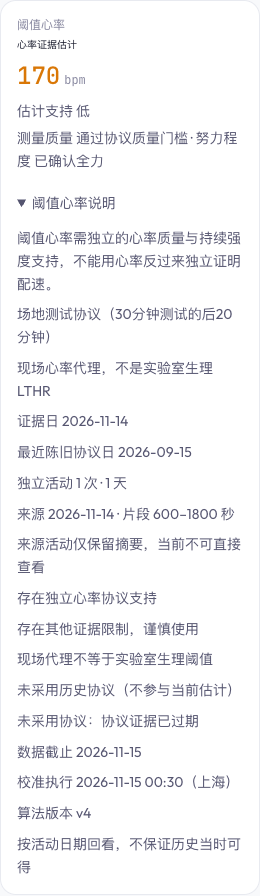 阈值心率
心率证据估计
170 bpm
估计支持 低
测量质量 通过协议质量门槛·努力程
度 已确认全力
▼ 阈值心率说明
阈值心率需独立的心率质量与持续强
度支持，不能用心率反过来独立证明
配速。
场地测试协议（30分钟测试的后20
分钟）
现场心率代理，不是实验室生理
LTHR
证据日 2026-11-14
最近陈旧协议日 2026-09-15
独立活动 1 次·1 天
来源 2026-11-14·片段 600–1800 秒
来源活动仅保留摘要，当前不可直接
查看
存在独立心率协议支持
存在其他证据限制，谨慎使用
现场代理不等于实验室生理阈值
未采用历史协议（不参与当前估计）
未采用协议：协议证据已过期
数据截止 2026-11-15
校准执行 2026-11-15 00:30（上海）
算法版本 v4
按活动日期回看，不保证历史当时可
得